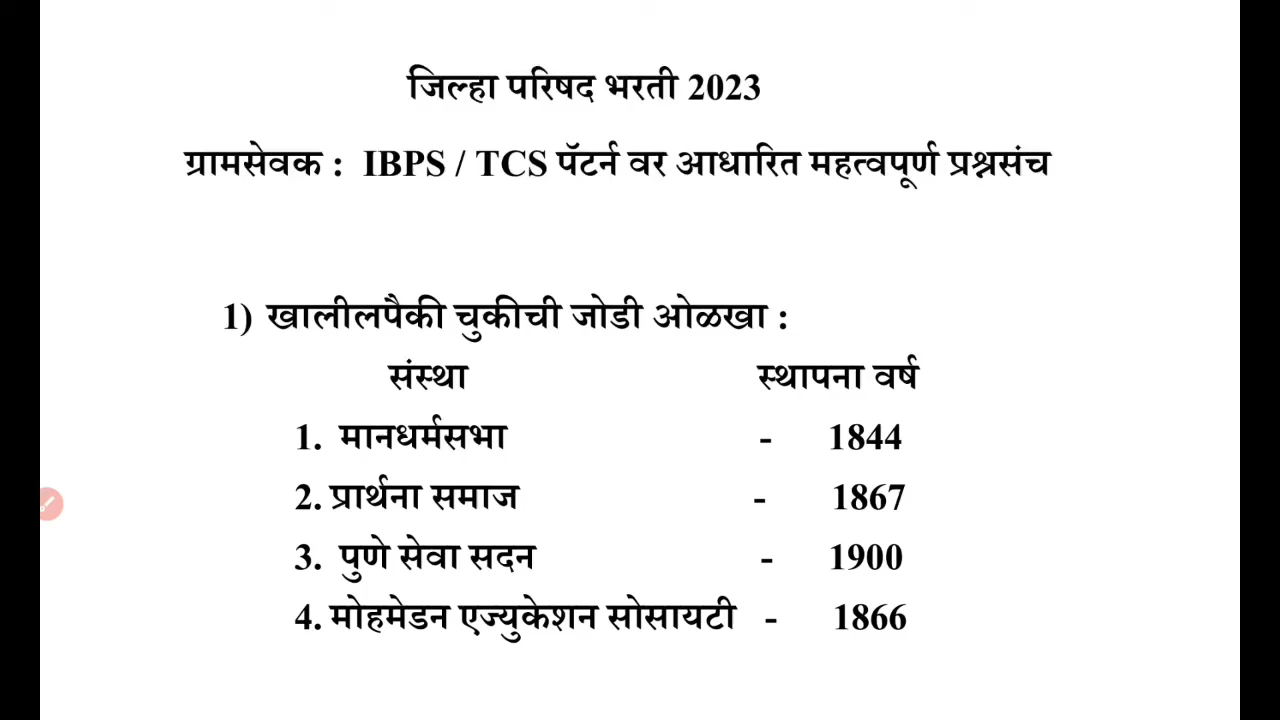 जिल्हा परिषद भरती 2023
ग्रामसेवक : IBPS / TCS पॅटर्न वर आधारित महत्वपूर्ण प्रश्नसंच
1) खालीलपैकी चुकीची जोडी ओळखा :
संस्था स्थापना वर्ष
1. मानधर्मसभा - 1844
2. प्रार्थना समाज - 1867
3. पुणे सेवा सदन - 1900
4. मोहमेडन एज्युकेशन सोसायटी - 1866